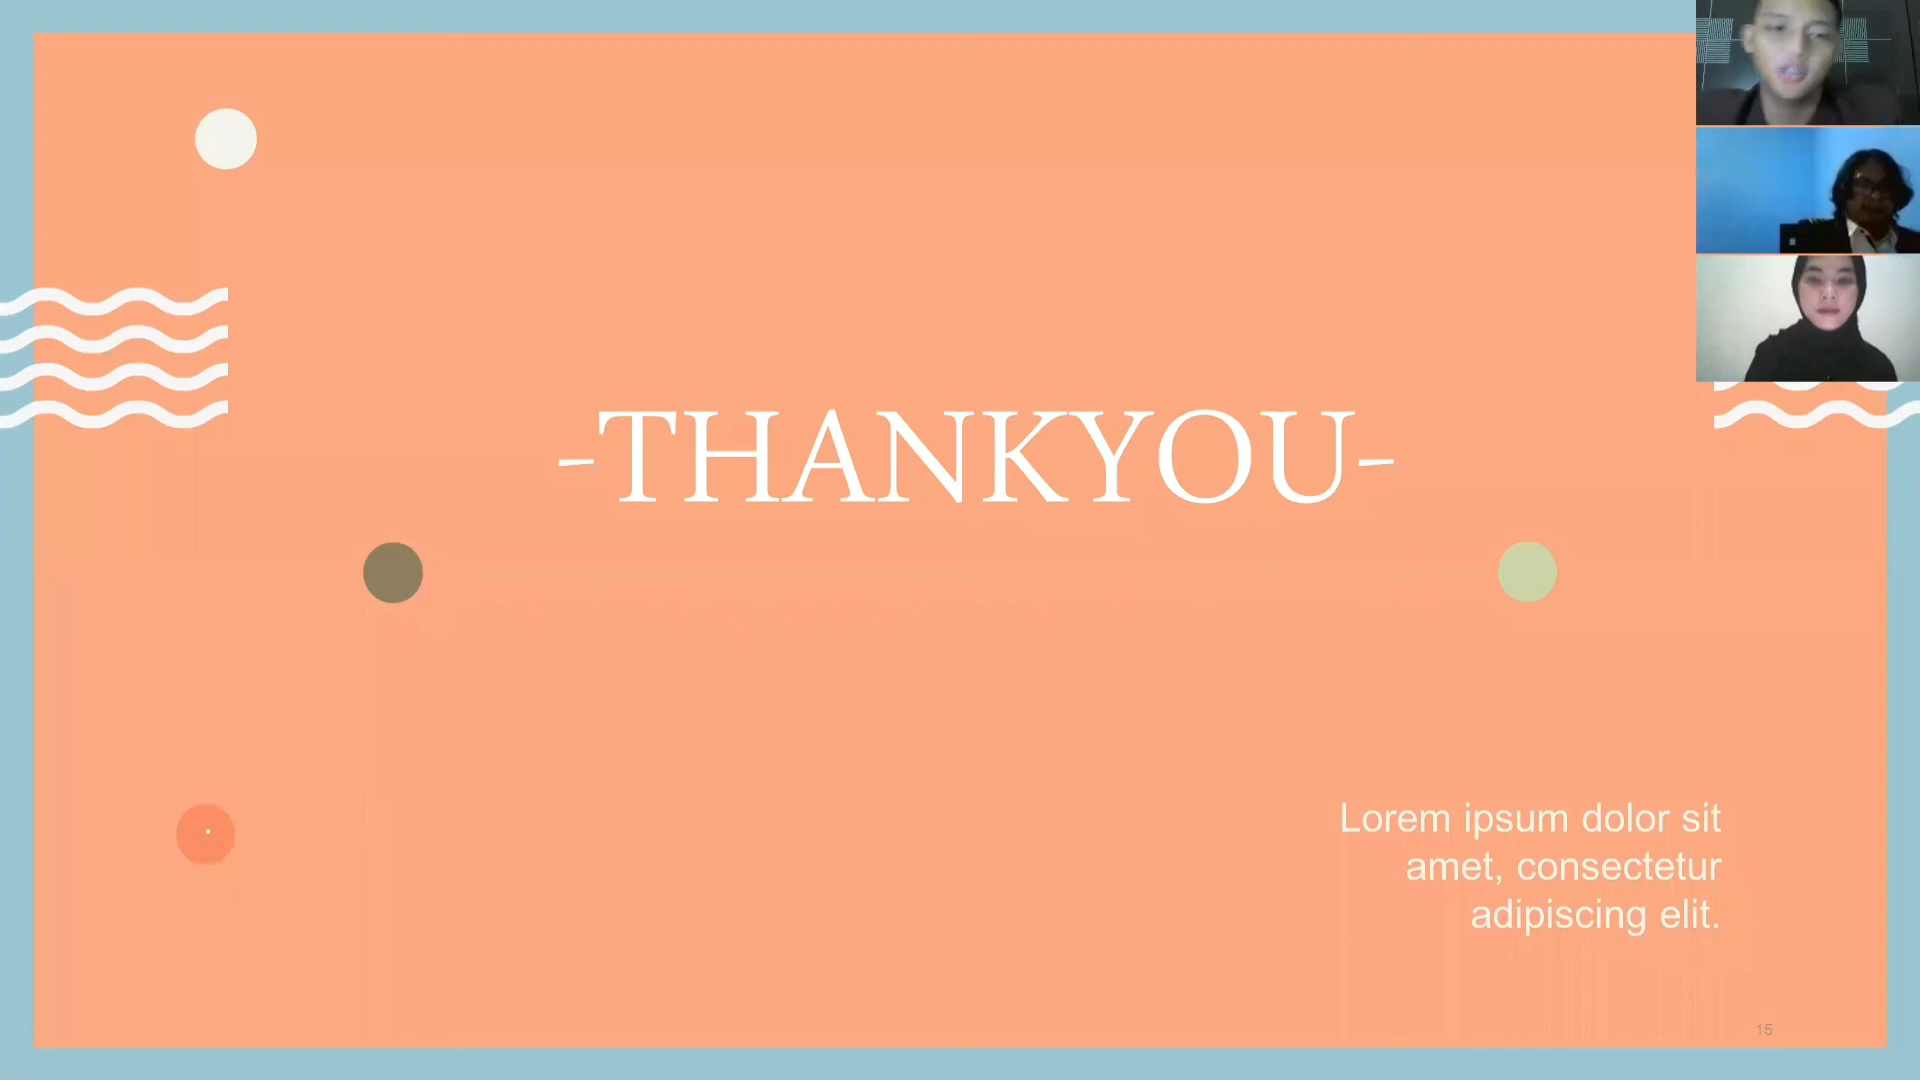 -THANKYOU-
Lorem ipsum dolor sit
amet, consectetur
adipiscing elit.
15